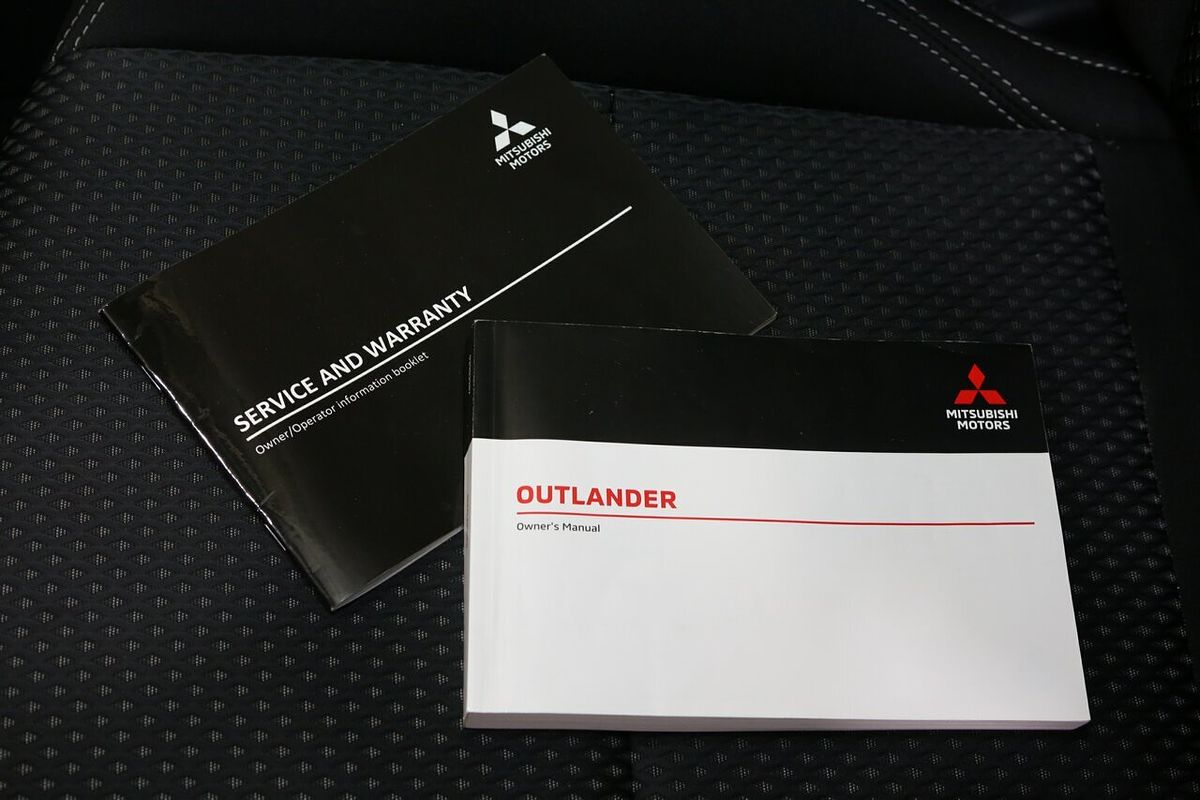 MITSUBISHI
MOTORS
SERVICE AND WARRANTY
Owner/Operator information booklet
MITSUBISHI
MOTORS
OUTLANDER
Owner's Manual